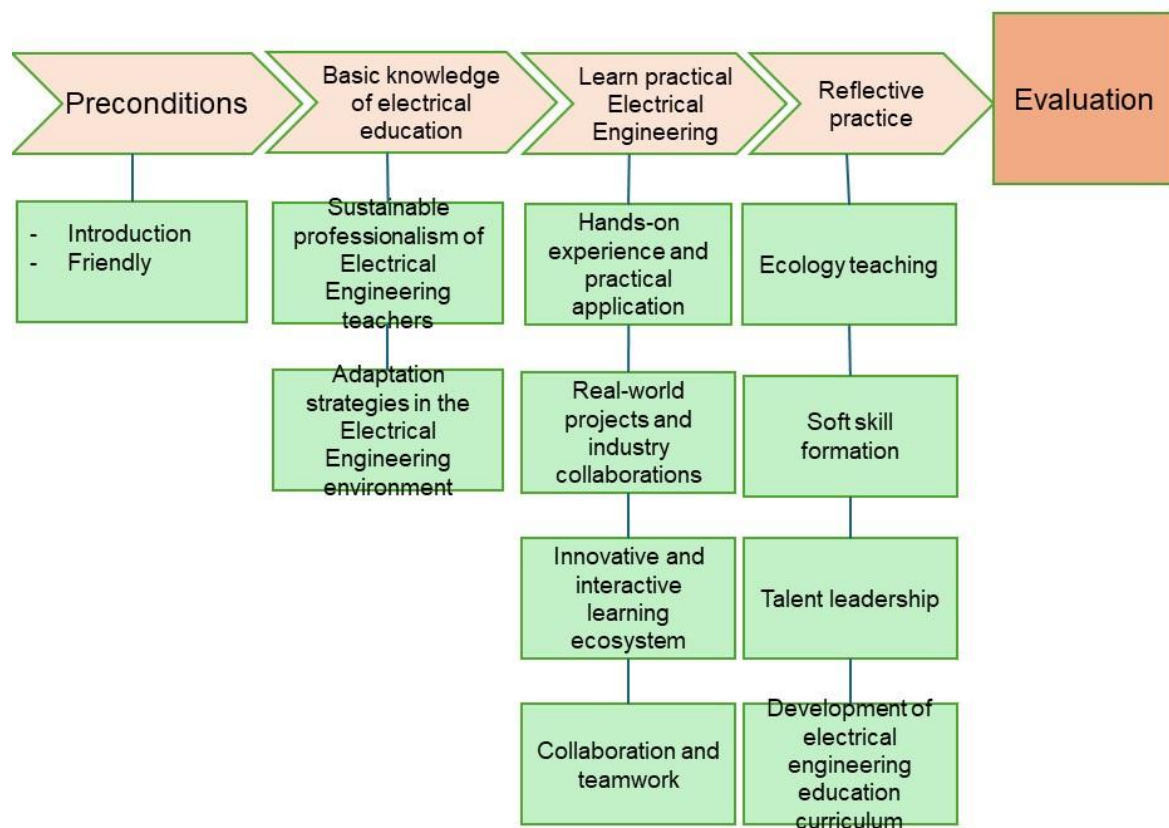 Preconditions
Basic knowledge
of electrical
education
Learn practical
Electrical
Engineering
Reflective
practice
Evaluation
- Introduction
- Friendly
Sustainable
professionalism of
Electrical
Engineering
teachers
Adaptation
strategies in the
Electrical
Engineering
environment
Hands-on
experience and
practical
application
Real-world
projects and
industry
collaborations
Innovative and
interactive
learning
ecosystem
Collaboration and
teamwork
Ecology teaching
Soft skill
formation
Talent leadership
Development of
electrical
engineering
education
curriculum